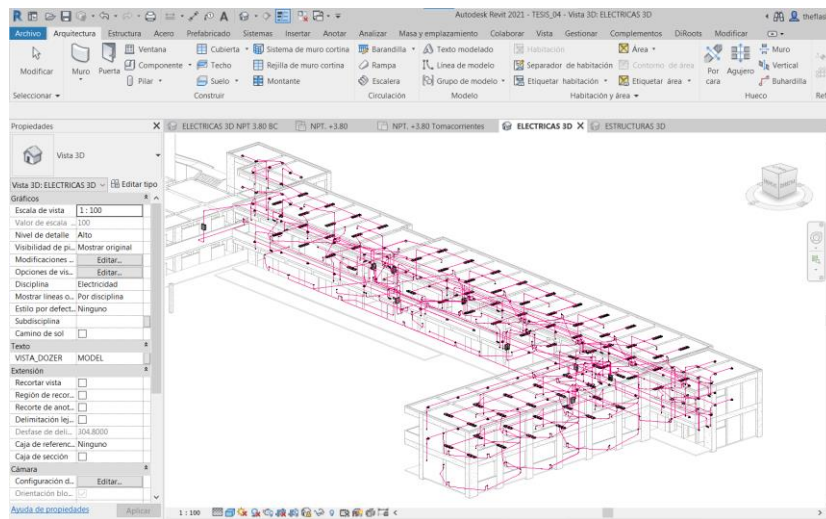 Autodesk Revit 2021 - TESIS_04 - Vista 3D: ELECTRICAS 3D
theflas
Archivo Arquitectura Estructura Acero Prefabricado Sistemas Insertar Anotar Analizar Masa y emplazamiento Colaborar Vista Gestionar Complementos DiRoots Modificar
Modificar
Muro
Puerta
Ventana
Componente
Pilar
Cubierta
Techo
Suelo
Sistema de muro cortina
Rejilla de muro cortina
Montante
Barandilla
Rampa
Escalera
Texto modelado
Línea de modelo
Grupo de modelo
Habitación
Separador de habitación
Etiquetar habitación
Área
Contorno de área
Etiquetar área
Por cara
Agujero
Muro
Vertical
Buhardilla
Seleccionar Construir Circulación Modelo Habitación y área Hueco Ref
Propiedades X
ELECTRICAS 3D NPT 3.80 BC NPT. +3.80 NPT. +3.80 Tomacorrientes ELECTRICAS 3D X ESTRUCTURAS 3D
Vista 3D
Vista 3D: ELECTRICAS 3D Editar tipo
Gráficos
Escala de vista 1 : 100
Valor de escala ... 100
Nivel de detalle Alto
Visibilidad de pi... Mostrar original
Modificaciones ... Editar...
Opciones de vis... Editar...
Disciplina Electricidad
Mostrar líneas o... Por disciplina
Estilo por defect... Ninguno
Subdisciplina
Camino de sol
Texto
VISTA_DOZER MODEL
Extensión
Recortar vista
Región de recor...
Recorte de anot...
Delimitación lej...
Desfase de deli... 304.8000
Caja de referenc... Ninguno
Caja de sección
Cámara
Configuración d... Editar...
Orientación blo...
Ayuda de propiedades Aplicar
1 : 100